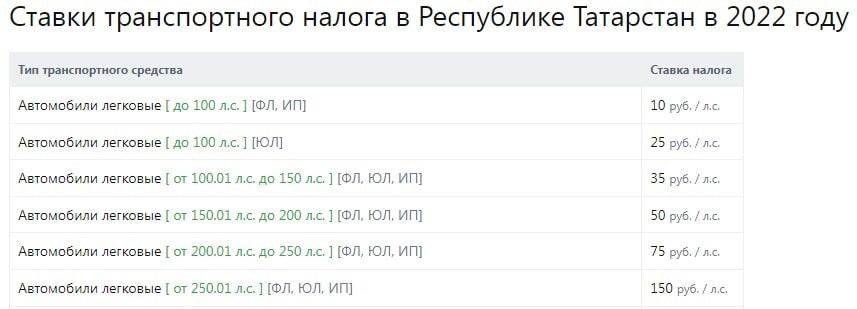 Ставки транспортного налога в Республике Татарстан в 2022 году
Тип транспортного средства Ставка налога
Автомобили легковые [ до 100 л.с. ] [ФЛ, ИП] 10 руб. / л.с.
Автомобили легковые [ до 100 л.с. ] [ЮЛ] 25 руб. / л.с.
Автомобили легковые [ от 100.01 л.с. до 150 л.с. ] [ФЛ, ЮЛ, ИП] 35 руб. / л.с.
Автомобили легковые [ от 150.01 л.с. до 200 л.с. ] [ФЛ, ЮЛ, ИП] 50 руб. / л.с.
Автомобили легковые [ от 200.01 л.с. до 250 л.с. ] [ФЛ, ЮЛ, ИП] 75 руб. / л.с.
Автомобили легковые [ от 250.01 л.с. ] [ФЛ, ЮЛ, ИП] 150 руб. / л.с.